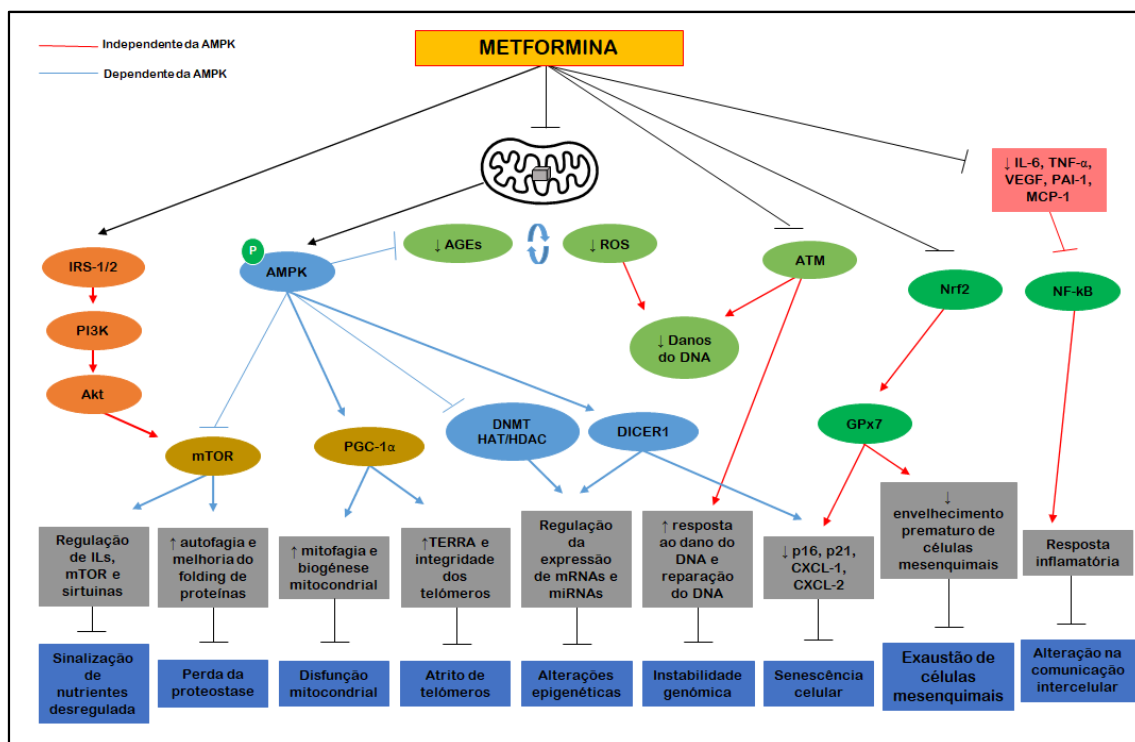 Independente da AMPK
Dependente da AMPK
METFORMINA
↓ IL-6, TNF-α,
VEGF, PAI-1,
MCP-1
P
AMPK
↓ AGEs
↓ ROS
ATM
IRS-1/2
Nrf2
NF-kB
PI3K
↓ Danos
do DNA
Akt
mTOR
PGC-1α
DNMT
HAT/HDAC
DICER1
GPx7
Regulação
de ILs,
mTOR e
sirtuinas
↑ autofagia e
melhoria do
folding de
proteínas
↑ mitofagia e
biogénese
mitocondrial
↑TERRA e
integridade
dos
telómeros
Regulação
da
expressão
de mRNAs e
miRNAs
↑ resposta
ao dano do
DNA e
reparação
do DNA
↓ p16, p21,
CXCL-1,
CXCL-2
↓
envelhecimento
prematuro de
células
mesenquimais
Resposta
inflamatória
Sinalização
de
nutrientes
desregulada
Perda da
proteostase
Disfunção
mitocondrial
Atrito de
telómeros
Alterações
epigenéticas
Instabilidade
genómica
Senescência
celular
Exaustão de
células
mesenquimais
Alteração na
comunicação
intercelular